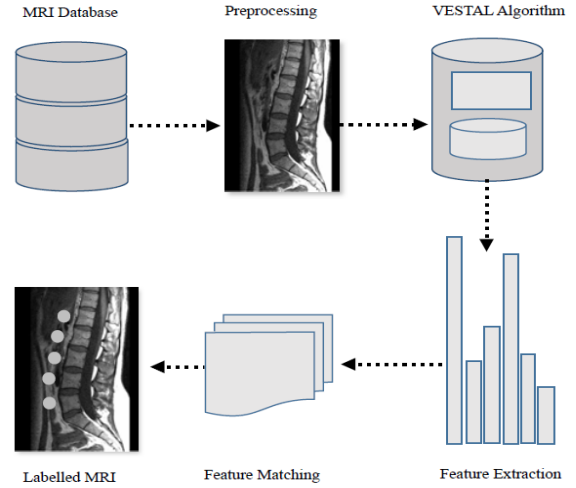 MRI Database
Preprocessing
VESTAL Algorithm
Labelled MRI
Feature Matching
Feature Extraction